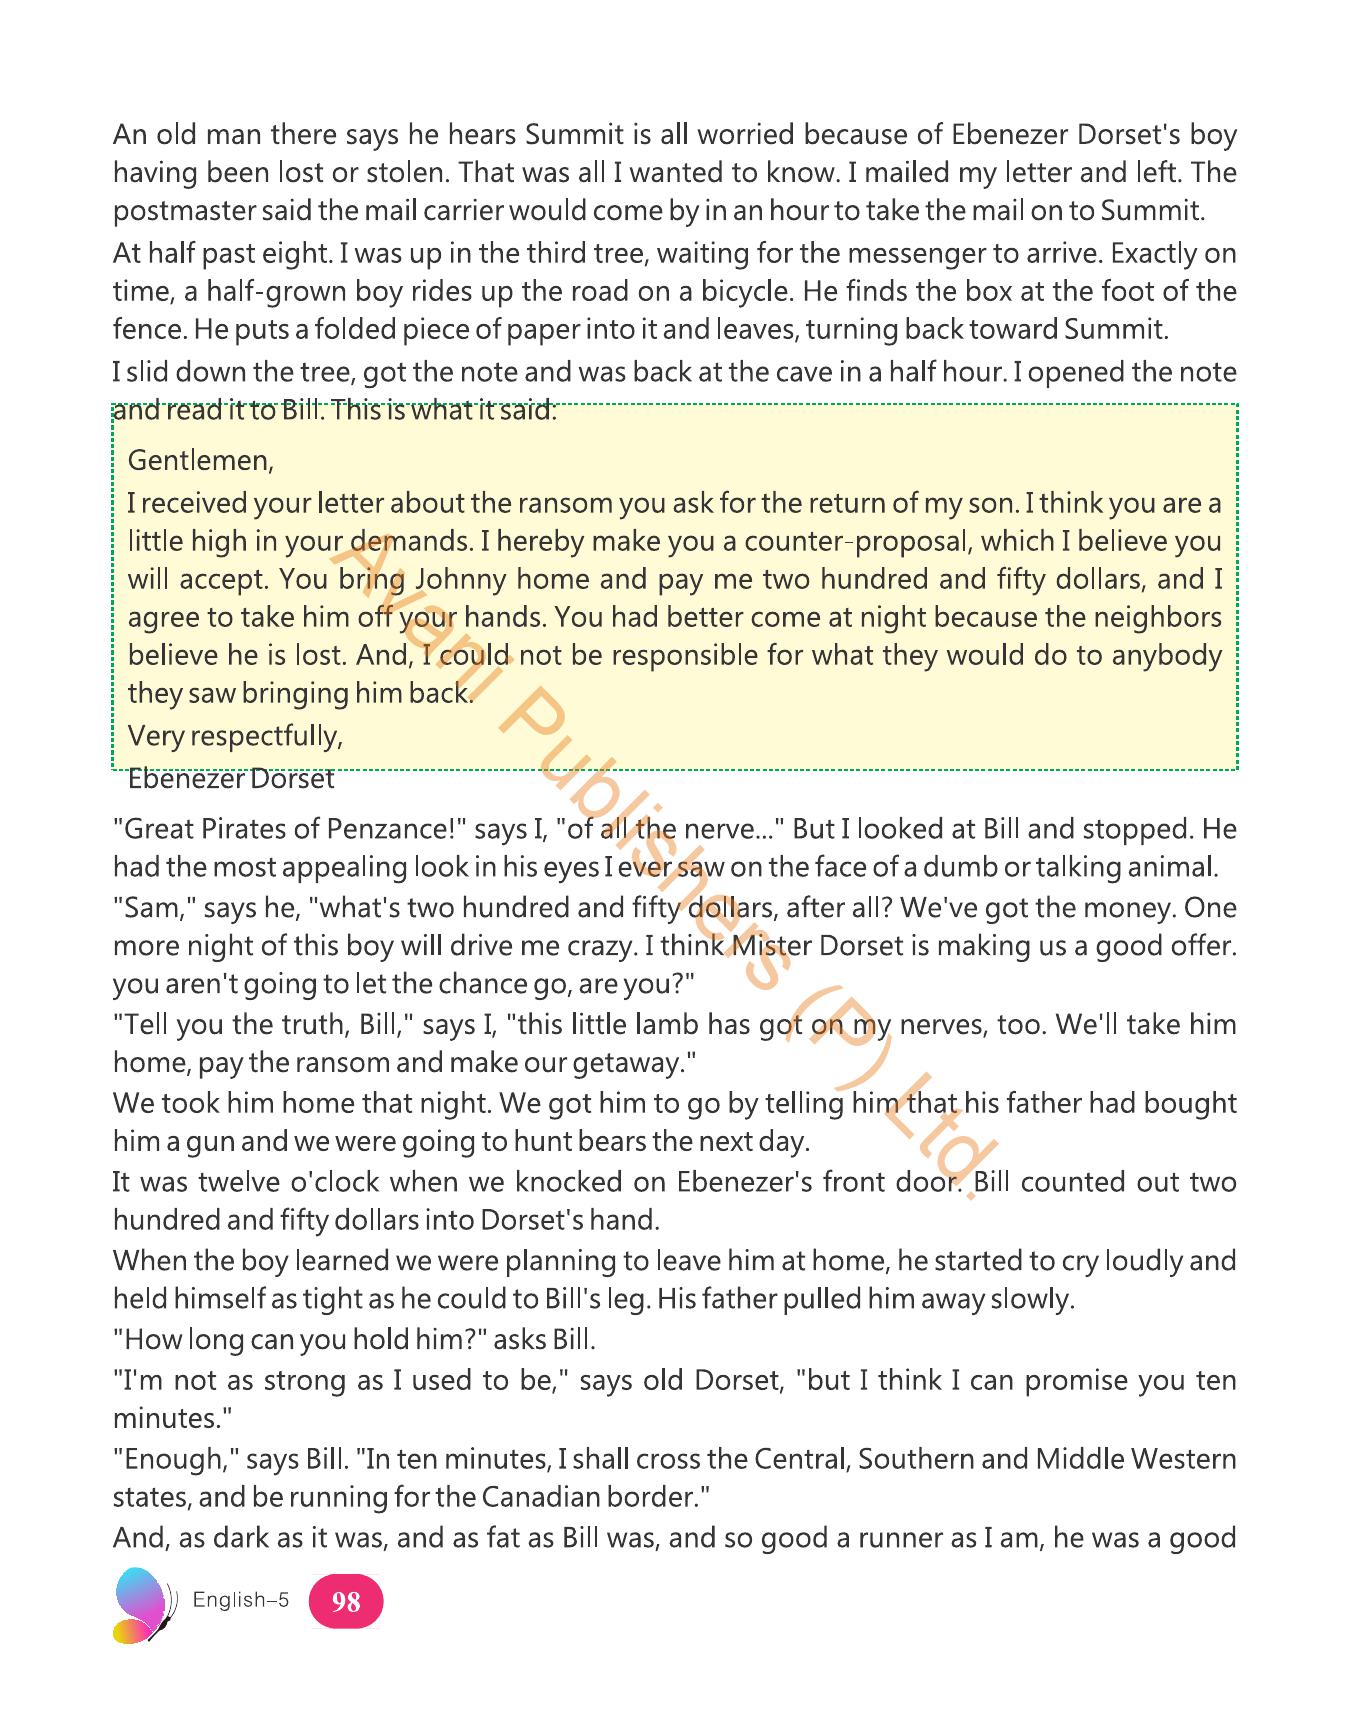 An old man there says he hears Summit is all worried because of Ebenezer Dorset's boy
having been lost or stolen. That was all I wanted to know. I mailed my letter and left. The
postmaster said the mail carrier would come by in an hour to take the mail on to Summit.
At half past eight. I was up in the third tree, waiting for the messenger to arrive. Exactly on
time, a half-grown boy rides up the road on a bicycle. He finds the box at the foot of the
fence. He puts a folded piece of paper into it and leaves, turning back toward Summit.
I slid down the tree, got the note and was back at the cave in a half hour. I opened the note
and read it to Bill. This is what it said:
Gentlemen,
I received your letter about the ransom you ask for the return of my son. I think you are a
little high in your demands. I hereby make you a counter-proposal, which I believe you
will accept. You bring Johnny home and pay me two hundred and fifty dollars, and I
agree to take him off your hands. You had better come at night because the neighbors
believe he is lost. And, I could not be responsible for what they would do to anybody
they saw bringing him back.
Very respectfully,
Ebenezer Dorset
"Great Pirates of Penzance!" says I, "of all the nerve..." But I looked at Bill and stopped. He
had the most appealing look in his eyes I ever saw on the face of a dumb or talking animal.
"Sam," says he, "what's two hundred and fifty dollars, after all? We've got the money. One
more night of this boy will drive me crazy. I think Mister Dorset is making us a good offer.
you aren't going to let the chance go, are you?"
"Tell you the truth, Bill," says I, "this little lamb has got on my nerves, too. We'll take him
home, pay the ransom and make our getaway."
We took him home that night. We got him to go by telling him that his father had bought
him a gun and we were going to hunt bears the next day.
It was twelve o'clock when we knocked on Ebenezer's front door. Bill counted out two
hundred and fifty dollars into Dorset's hand.
When the boy learned we were planning to leave him at home, he started to cry loudly and
held himself as tight as he could to Bill's leg. His father pulled him away slowly.
"How long can you hold him?" asks Bill.
"I'm not as strong as I used to be," says old Dorset, "but I think I can promise you ten
minutes."
"Enough," says Bill. "In ten minutes, I shall cross the Central, Southern and Middle Western
states, and be running for the Canadian border."
And, as dark as it was, and as fat as Bill was, and so good a runner as I am, he was a good
English–5 98
Avani Publishers (P) Ltd.